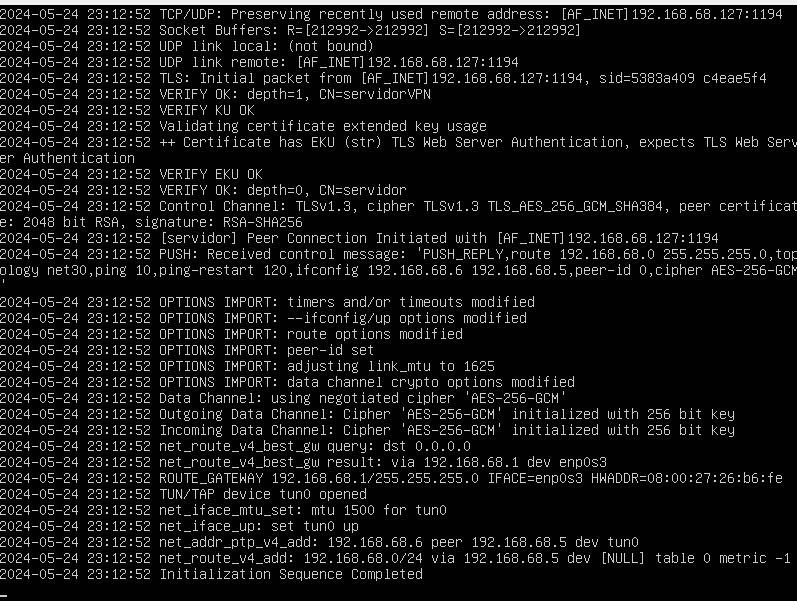 2024-05-24 23:12:52 TCP/UDP: Preserving recently used remote address: [AF_INET]192.168.68.127:1194
2024-05-24 23:12:52 Socket Buffers: R=[212992->212992] S=[212992->212992]
2024-05-24 23:12:52 UDP link local: (not bound)
2024-05-24 23:12:52 UDP link remote: [AF_INET]192.168.68.127:1194
2024-05-24 23:12:52 TLS: Initial packet from [AF_INET]192.168.68.127:1194, sid=5383a409 c4eae5f4
2024-05-24 23:12:52 VERIFY OK: depth=1, CN=servidorVPN
2024-05-24 23:12:52 VERIFY KU OK
2024-05-24 23:12:52 Validating certificate extended key usage
2024-05-24 23:12:52 ++ Certificate has EKU (str) TLS Web Server Authentication, expects TLS Web Serv
er Authentication
2024-05-24 23:12:52 VERIFY EKU OK
2024-05-24 23:12:52 VERIFY OK: depth=0, CN=servidor
2024-05-24 23:12:52 Control Channel: TLSv1.3, cipher TLSv1.3 TLS_AES_256_GCM_SHA384, peer certificat
e: 2048 bit RSA, signature: RSA-SHA256
2024-05-24 23:12:52 [servidor] Peer Connection Initiated with [AF_INET]192.168.68.127:1194
2024-05-24 23:12:52 PUSH: Received control message: 'PUSH_REPLY,route 192.168.68.0 255.255.255.0,top
ology net30,ping 10,ping-restart 120,ifconfig 192.168.68.6 192.168.68.5,peer-id 0,cipher AES-256-GCM
'
2024-05-24 23:12:52 OPTIONS IMPORT: timers and/or timeouts modified
2024-05-24 23:12:52 OPTIONS IMPORT: --ifconfig/up options modified
2024-05-24 23:12:52 OPTIONS IMPORT: route options modified
2024-05-24 23:12:52 OPTIONS IMPORT: peer-id set
2024-05-24 23:12:52 OPTIONS IMPORT: adjusting link_mtu to 1625
2024-05-24 23:12:52 OPTIONS IMPORT: data channel crypto options modified
2024-05-24 23:12:52 Data Channel: using negotiated cipher 'AES-256-GCM'
2024-05-24 23:12:52 Outgoing Data Channel: Cipher 'AES-256-GCM' initialized with 256 bit key
2024-05-24 23:12:52 Incoming Data Channel: Cipher 'AES-256-GCM' initialized with 256 bit key
2024-05-24 23:12:52 net_route_v4_best_gw query: dst 0.0.0.0
2024-05-24 23:12:52 net_route_v4_best_gw result: via 192.168.68.1 dev enp0s3
2024-05-24 23:12:52 ROUTE_GATEWAY 192.168.68.1/255.255.255.0 IFACE=enp0s3 HWADDR=08:00:27:26:b6:fe
2024-05-24 23:12:52 TUN/TAP device tun0 opened
2024-05-24 23:12:52 net_iface_mtu_set: mtu 1500 for tun0
2024-05-24 23:12:52 net_iface_up: set tun0 up
2024-05-24 23:12:52 net_addr_ptp_v4_add: 192.168.68.6 peer 192.168.68.5 dev tun0
2024-05-24 23:12:52 net_route_v4_add: 192.168.68.0/24 via 192.168.68.5 dev [NULL] table 0 metric -1
2024-05-24 23:12:52 Initialization Sequence Completed